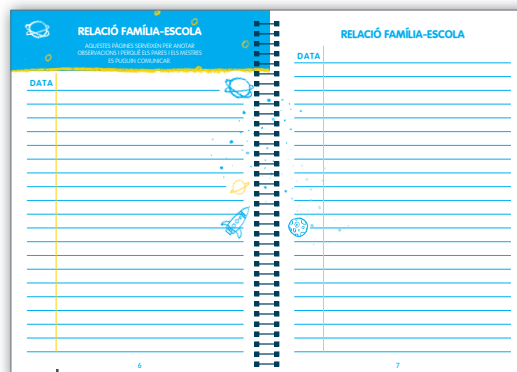 RELACIÓ FAMÍLIA-ESCOLA
AQUESTES PÀGINES SERVEIXEN PER ANOTAR
OBSERVACIONS I PERQUÈ ELS PARES I ELS MESTRES
ES PUGUIN COMUNICAR.
DATA
6
RELACIÓ FAMÍLIA-ESCOLA
DATA
7